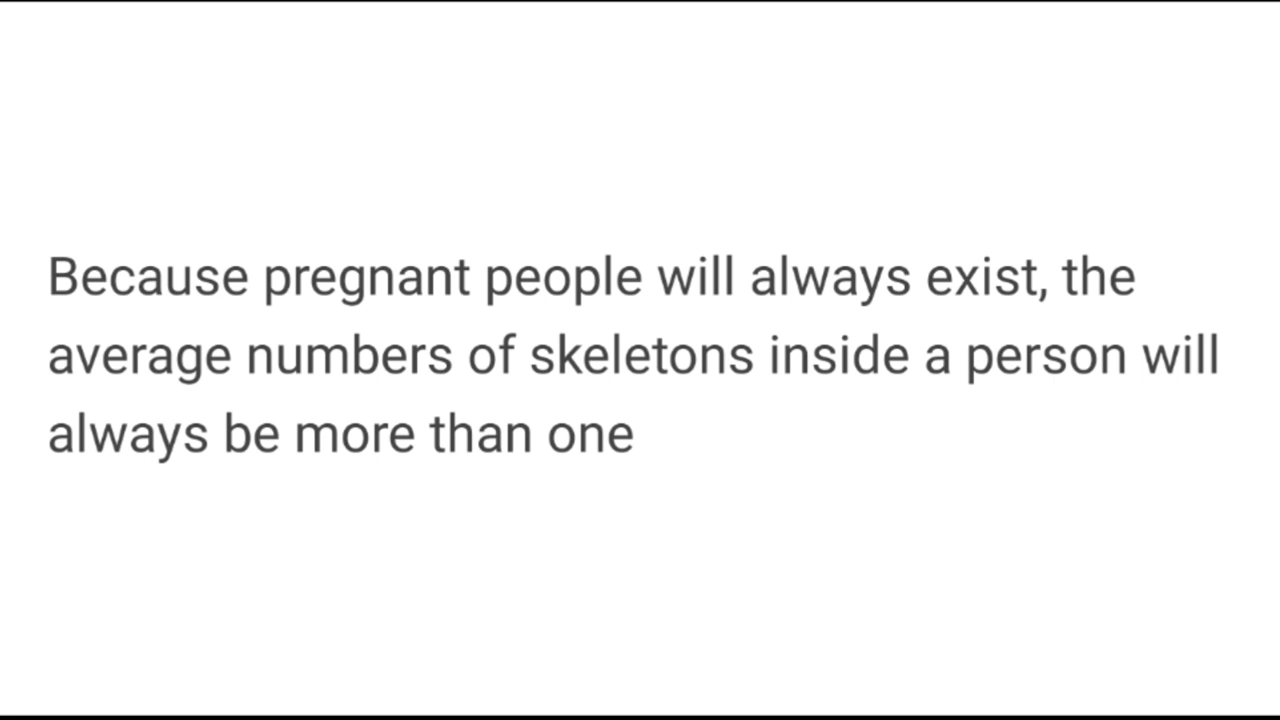 Because pregnant people will always exist, the
average numbers of skeletons inside a person will
always be more than one